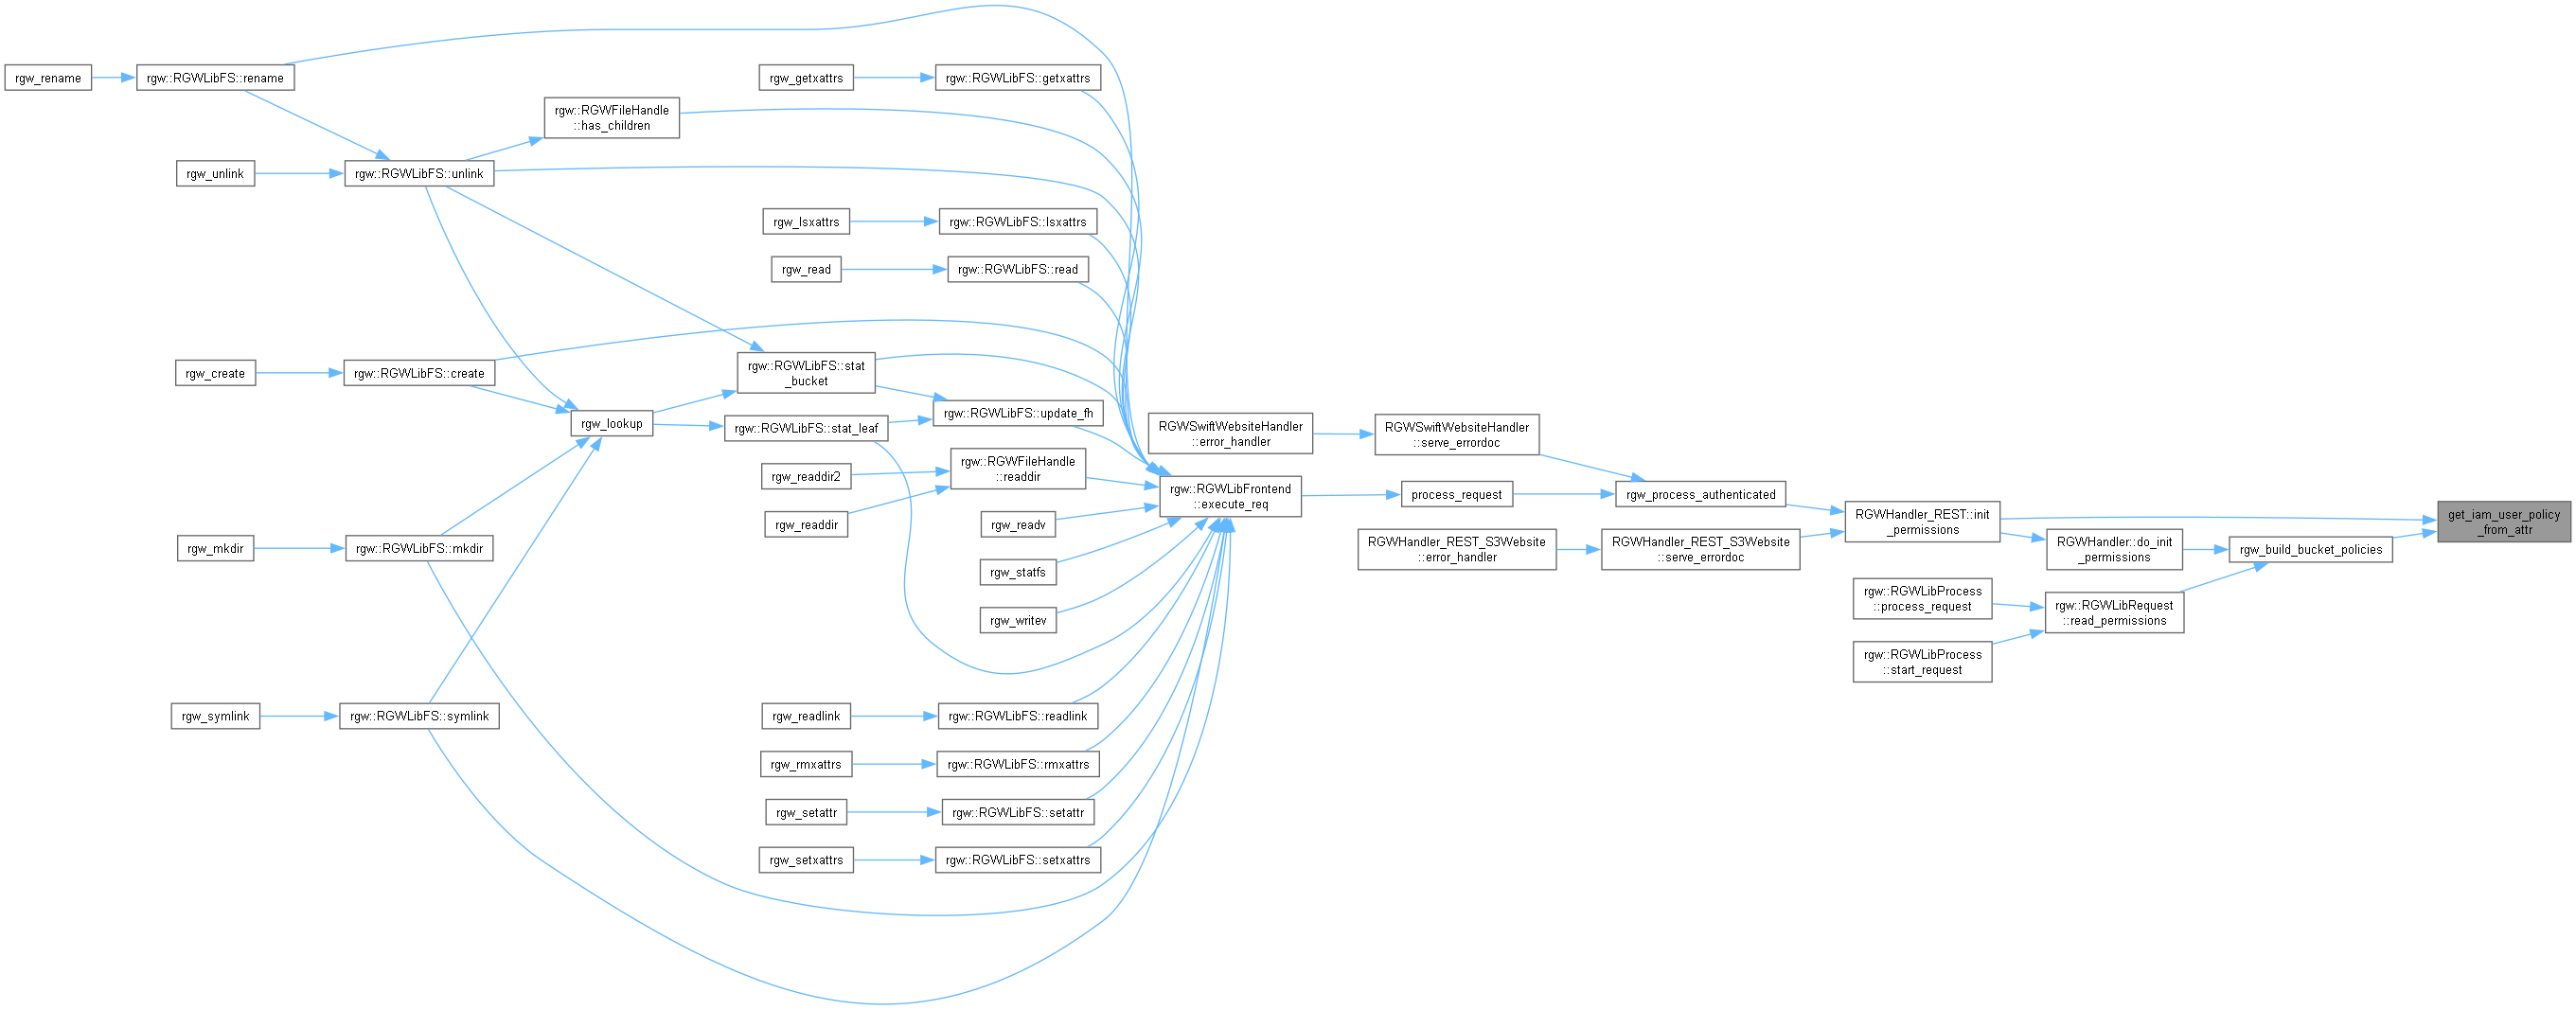 rgw_rename
rgw::RGWLibFS::rename
rgw_getxattrs
rgw::RGWLibFS::getxattrs
rgw::RGWFileHandle
::has_children
rgw_unlink
rgw::RGWLibFS::unlink
rgw_lsxattrs
rgw::RGWLibFS::lsxattrs
rgw_read
rgw::RGWLibFS::read
rgw_create
rgw::RGWLibFS::create
rgw::RGWLibFS::stat
_bucket
rgw_lookup
rgw::RGWLibFS::update_fh
rgw::RGWLibFS::stat_leaf
RGWSwiftWebsiteHandler
::error_handler
RGWSwiftWebsiteHandler
::serve_errordoc
rgw_readdir2
rgw::RGWFileHandle
::readdir
rgw_readdir
rgw::RGWLibFrontend
::execute_req
process_request
rgw_process_authenticated
rgw_readv
RGWHandler_REST::init
_permissions
get_iam_user_policy
_from_attr
rgw_mkdir
rgw::RGWLibFS::mkdir
RGWHandler_REST_S3Website
::error_handler
RGWHandler_REST_S3Website
::serve_errordoc
RGWHandler::do_init
_permissions
rgw_build_bucket_policies
rgw_statfs
rgw::RGWLibProcess
::process_request
rgw::RGWLibRequest
::read_permissions
rgw_writev
rgw::RGWLibProcess
::start_request
rgw_symlink
rgw::RGWLibFS::symlink
rgw_readlink
rgw::RGWLibFS::readlink
rgw_rmxattrs
rgw::RGWLibFS::rmxattrs
rgw_setattr
rgw::RGWLibFS::setattr
rgw_setxattrs
rgw::RGWLibFS::setxattrs